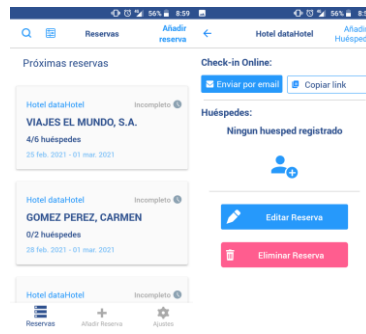 56% 8:59
Reservas
Añadir
reserva
Próximas reservas
Hotel dataHotel
Incompleto
VIAJES EL MUNDO, S.A.
4/6 huéspedes
25 feb. 2021 - 01 mar. 2021
Hotel dataHotel
Incompleto
GOMEZ PEREZ, CARMEN
0/2 huéspedes
28 feb. 2021 - 01 mar. 2021
Hotel dataHotel
Incompleto
Reservas
Añadir Reserva
Ajustes
56% 8:5
Hotel dataHotel
Añadi
Huésped
Check-in Online:
Enviar por email
Copiar link
Huéspedes:
Ningun huesped registrado
Editar Reserva
Eliminar Reserva